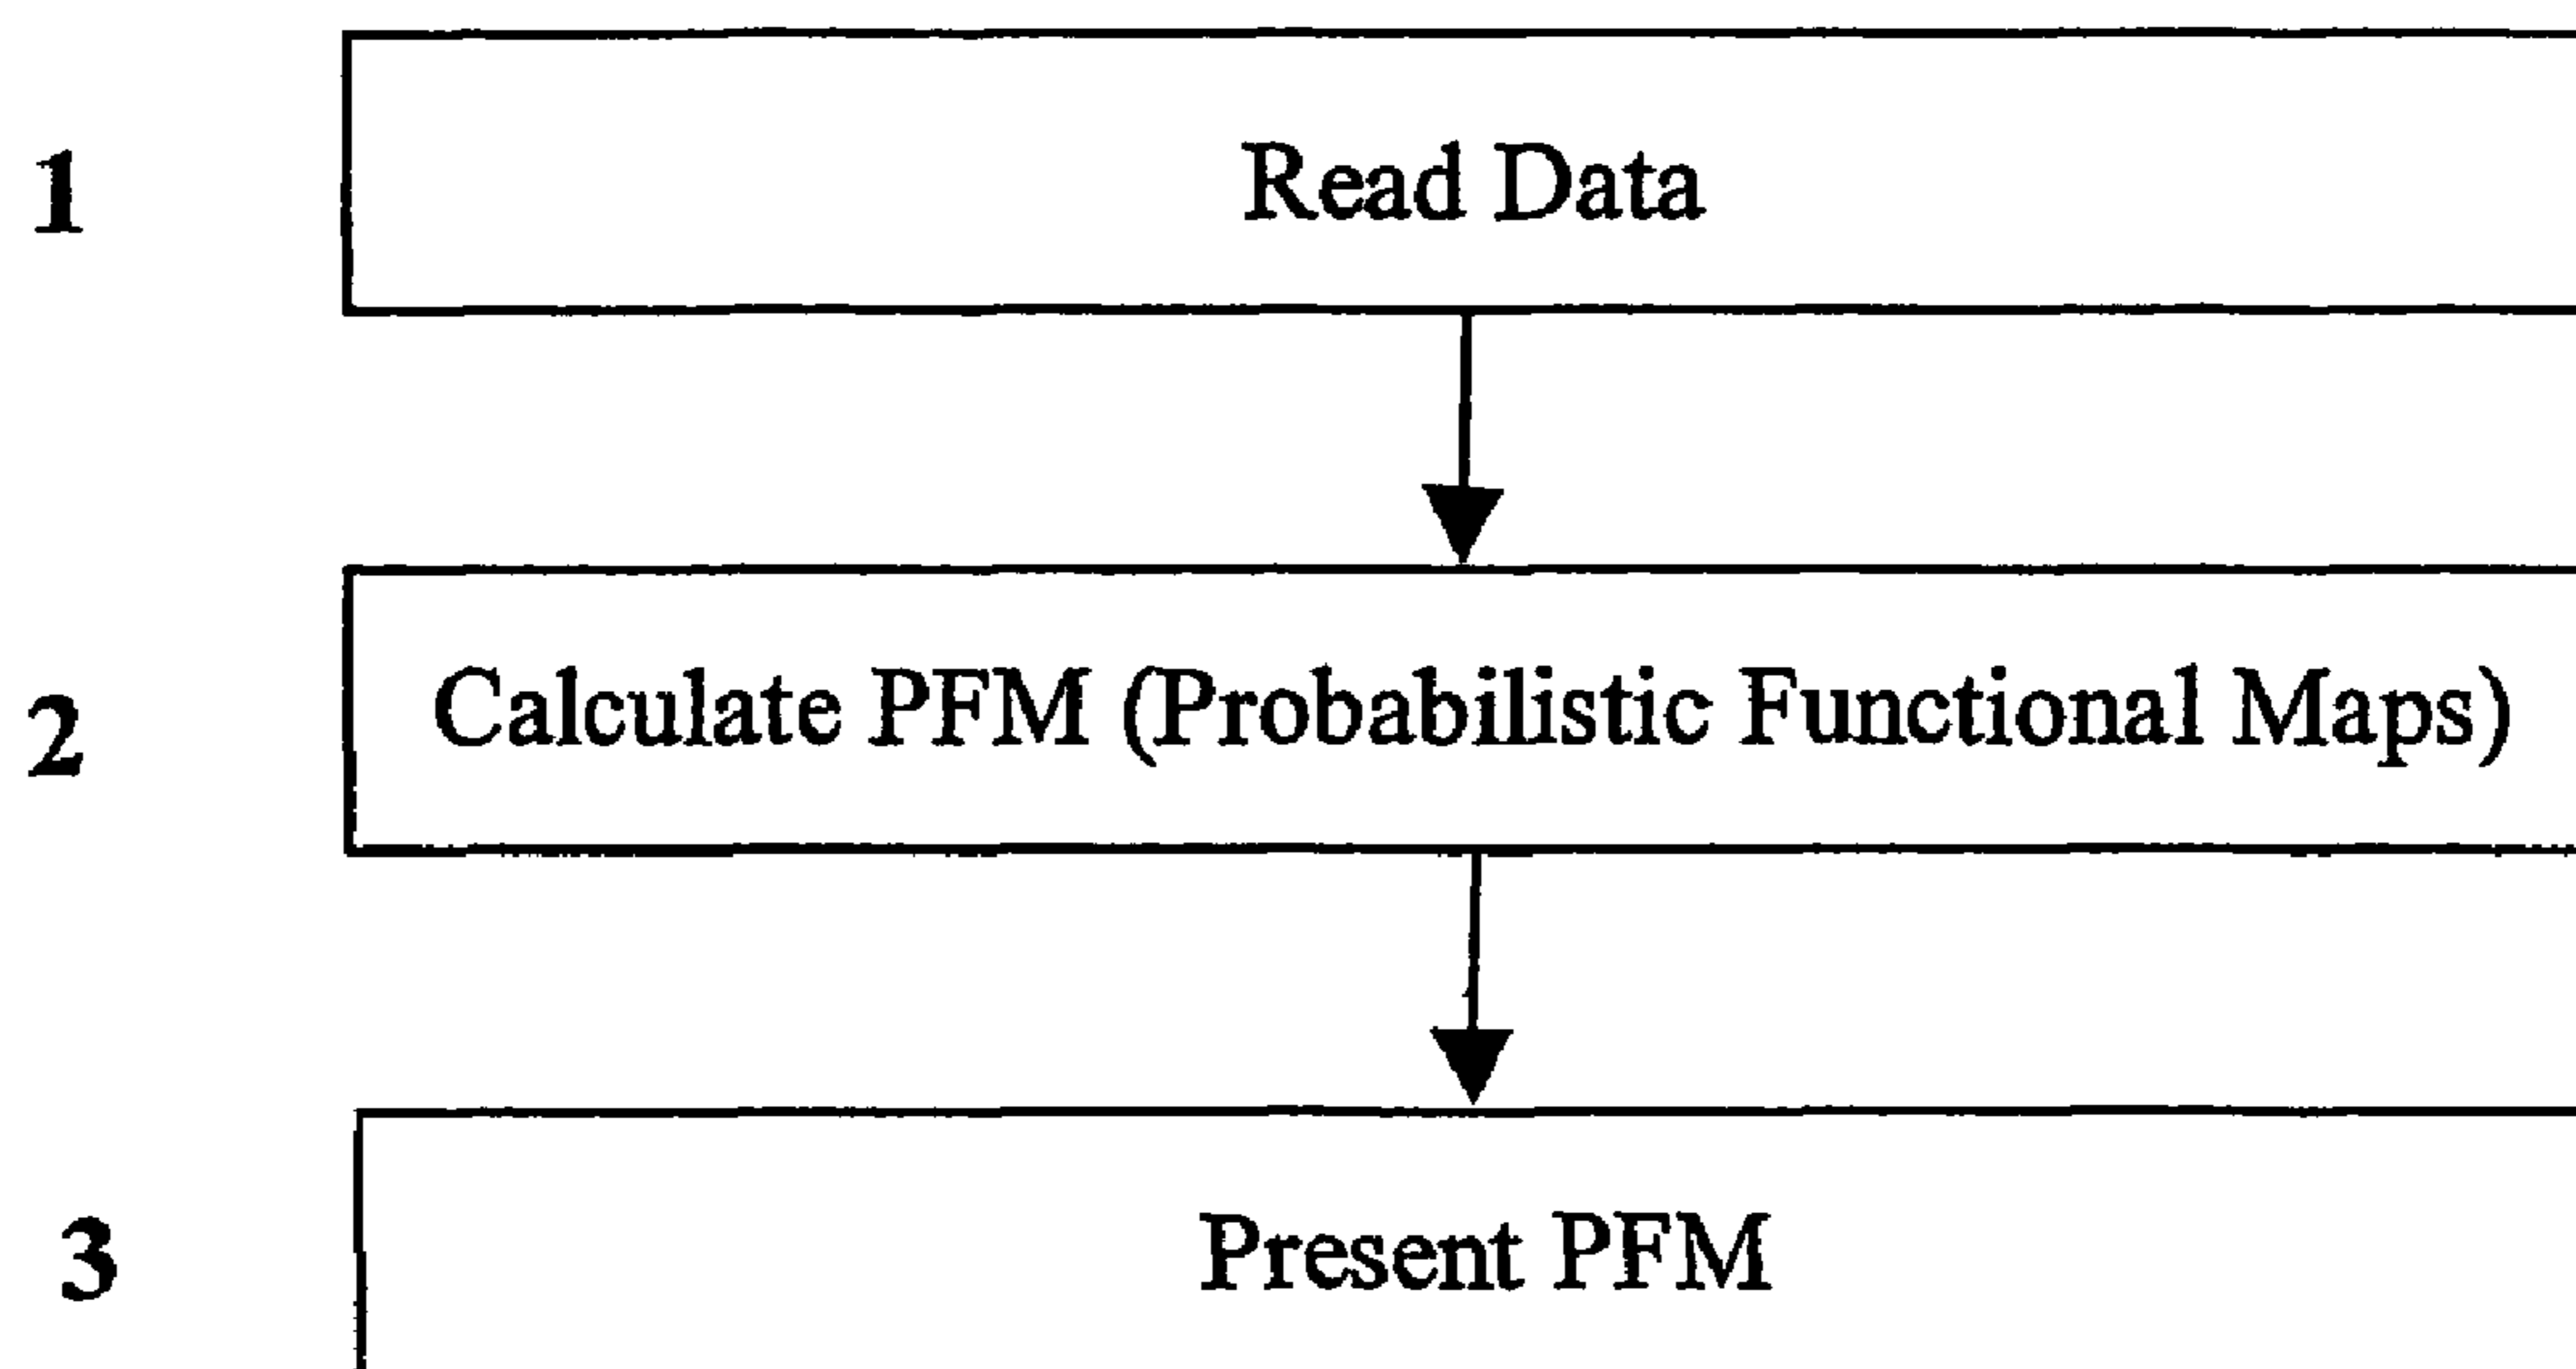 1
Read Data
2
Calculate PFM (Probabilistic Functional Maps)
3
Present PFM